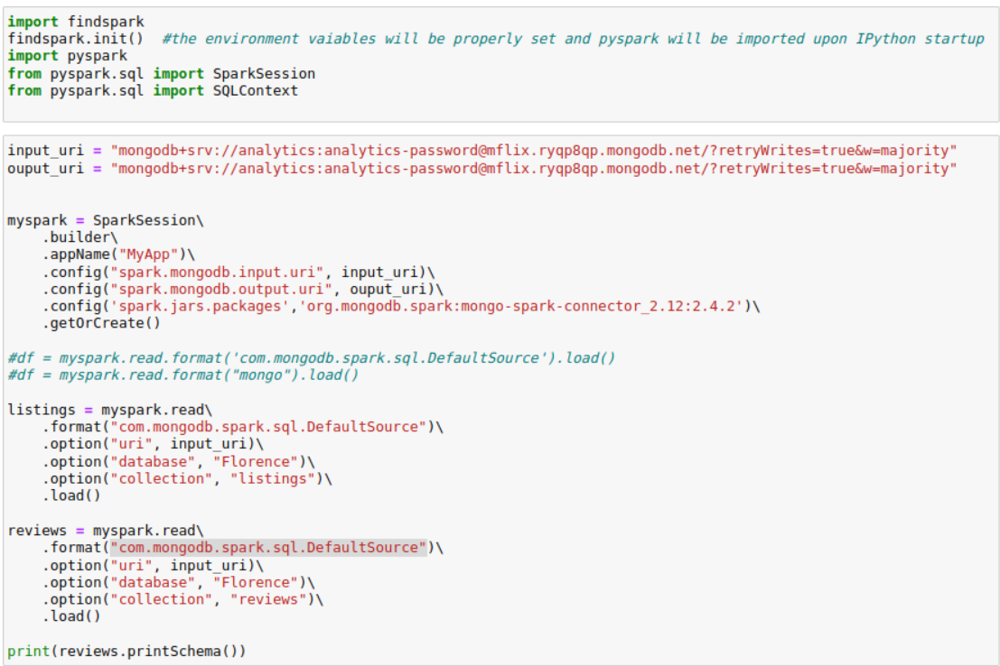 import findspark
findspark.init()  #the environment vaiables will be properly set and pyspark will be imported upon IPython startup
import pyspark
from pyspark.sql import SparkSession
from pyspark.sql import SQLContext
input_uri = "mongodb+srv://analytics:analytics-password@mflix.ryqp8qp.mongodb.net/?retryWrites=true&w=majority"
ouput_uri = "mongodb+srv://analytics:analytics-password@mflix.ryqp8qp.mongodb.net/?retryWrites=true&w=majority"
myspark = SparkSession\
    .builder\
    .appName("MyApp")\
    .config("spark.mongodb.input.uri", input_uri)\
    .config("spark.mongodb.output.uri", ouput_uri)\
    .config('spark.jars.packages','org.mongodb.spark:mongo-spark-connector_2.12:2.4.2')\
    .getOrCreate()
#df = myspark.read.format('com.mongodb.spark.sql.DefaultSource').load()
#df = myspark.read.format("mongo").load()
listings = myspark.read\
    .format("com.mongodb.spark.sql.DefaultSource")\
    .option("uri", input_uri)\
    .option("database", "Florence")\
    .option("collection", "listings")\
    .load()
reviews = myspark.read\
    .format("com.mongodb.spark.sql.DefaultSource")\
    .option("uri", input_uri)\
    .option("database", "Florence")\
    .option("collection", "reviews")\
    .load()
print(reviews.printSchema())